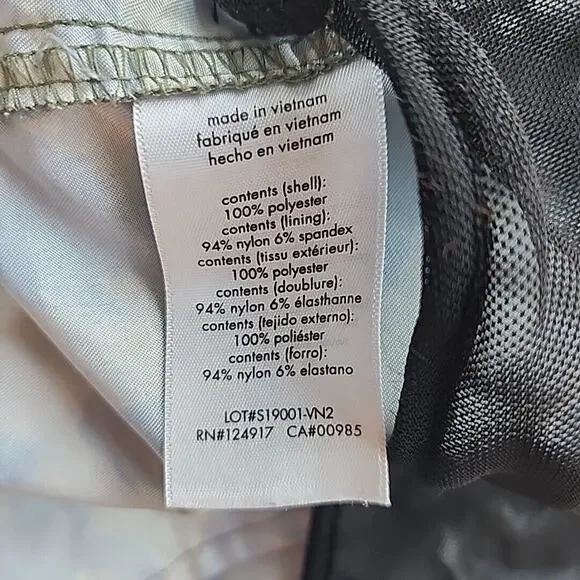 made in vietnam
fabriqué en vietnam
hecho en vietnam
contents (shell):
100% polyester
contents (lining):
94% nylon 6% spandex
contents (tissu extérieur):
100% polyester
contents (doublure):
94% nylon 6% élasthanne
contents (tejido externo):
100% poliéster
contents (forro):
94% nylon 6% elastano
LOT#S19001-VN2
RN#124917 CA#00985